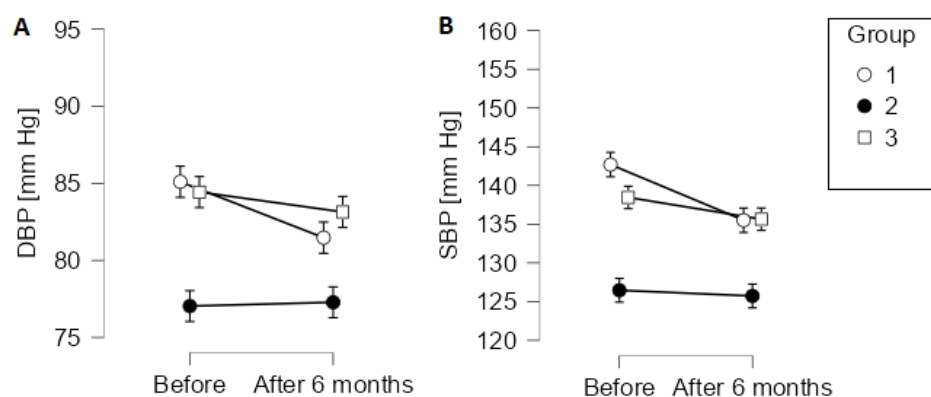 A
DBP [mm Hg]
95
90
85
80
75
Before After 6 months
B
SBP [mm Hg]
160
155
150
145
140
135
130
125
120
Before After 6 months
Group
1
2
3